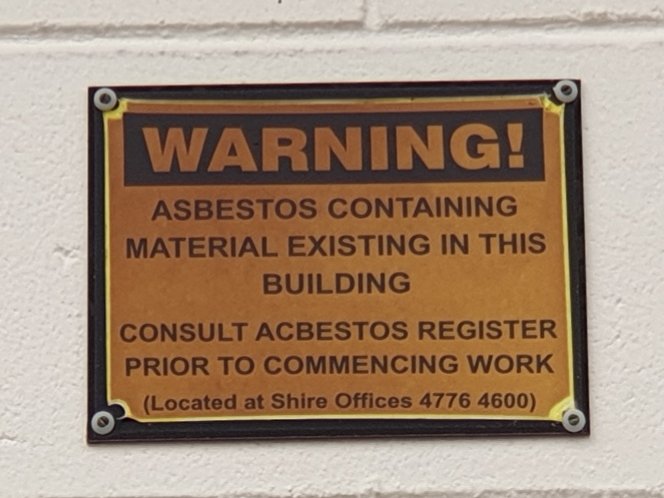 WARNING!
ASBESTOS CONTAINING
MATERIAL EXISTING IN THIS
BUILDING
CONSULT ACBESTOS REGISTER
PRIOR TO COMMENCING WORK
(Located at Shire Offices 4776 4600)